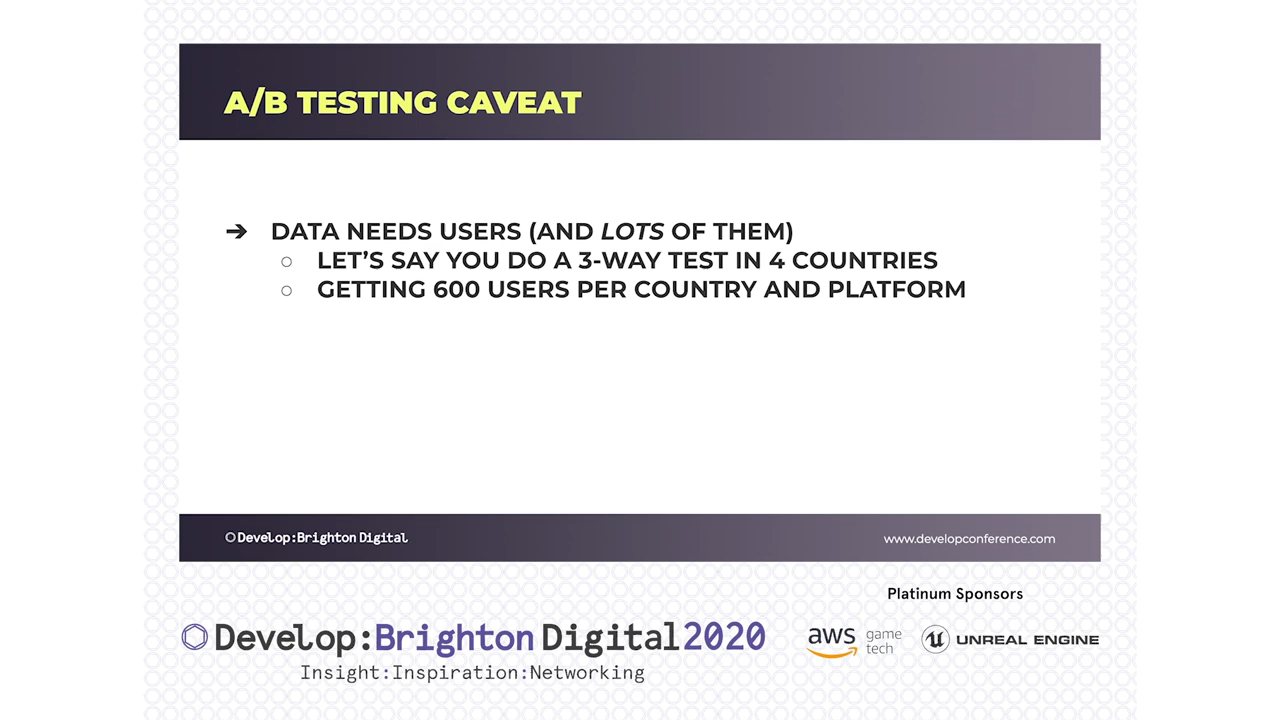 A/B TESTING CAVEAT
➔ DATA NEEDS USERS (AND LOTS OF THEM)
○ LET'S SAY YOU DO A 3-WAY TEST IN 4 COUNTRIES
○ GETTING 600 USERS PER COUNTRY AND PLATFORM
Develop:Brighton Digital
www.developconference.com
Platinum Sponsors
Develop:Brighton Digital 2020
Insight:Inspiration:Networking
aws game tech
UNREAL ENGINE